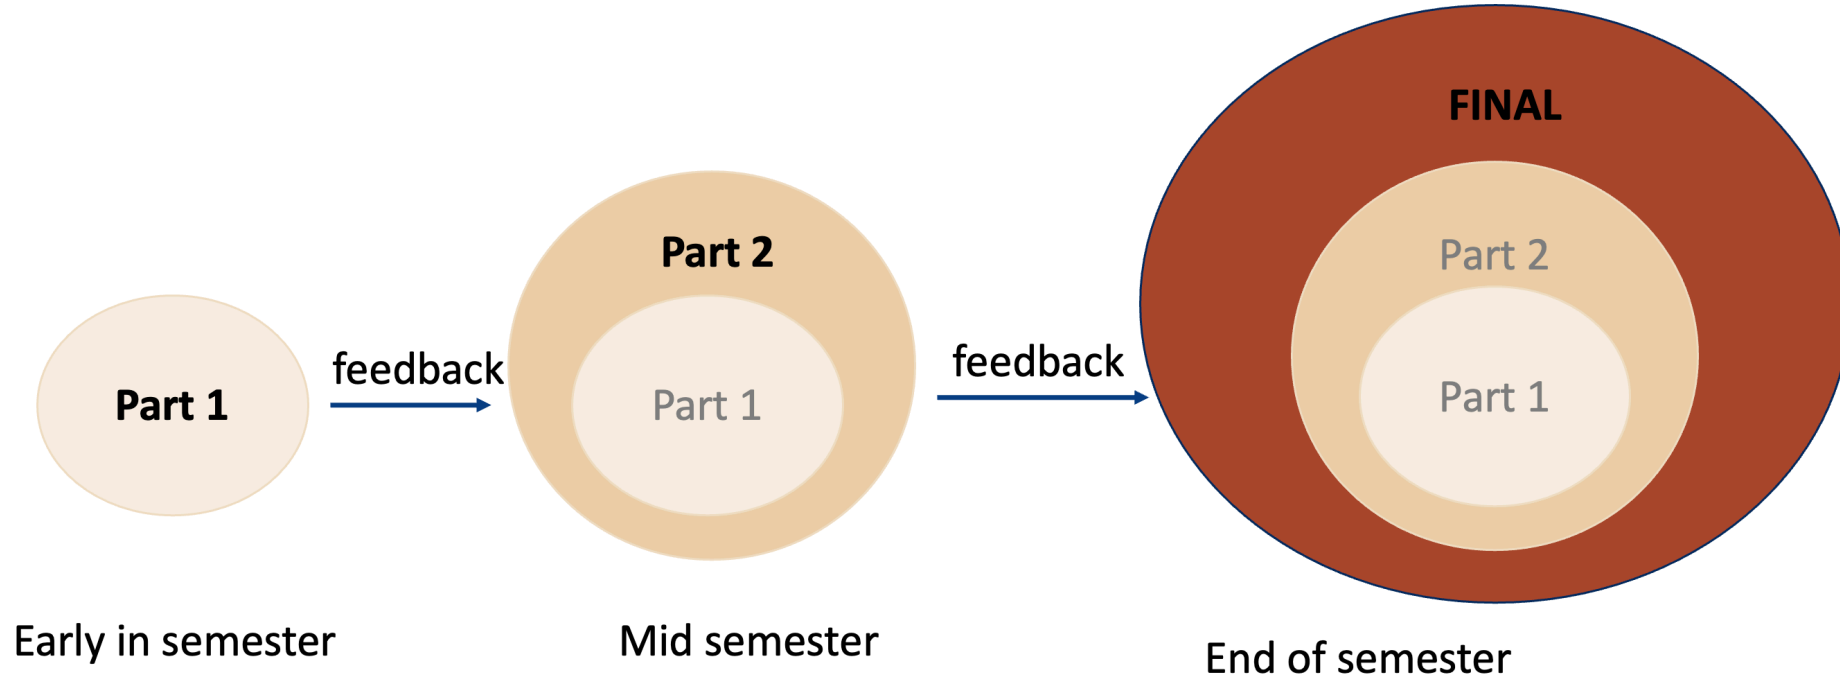 Part 1
feedback
Part 2
Part 1
feedback
FINAL
Part 2
Part 1
Early in semester
Mid semester
End of semester